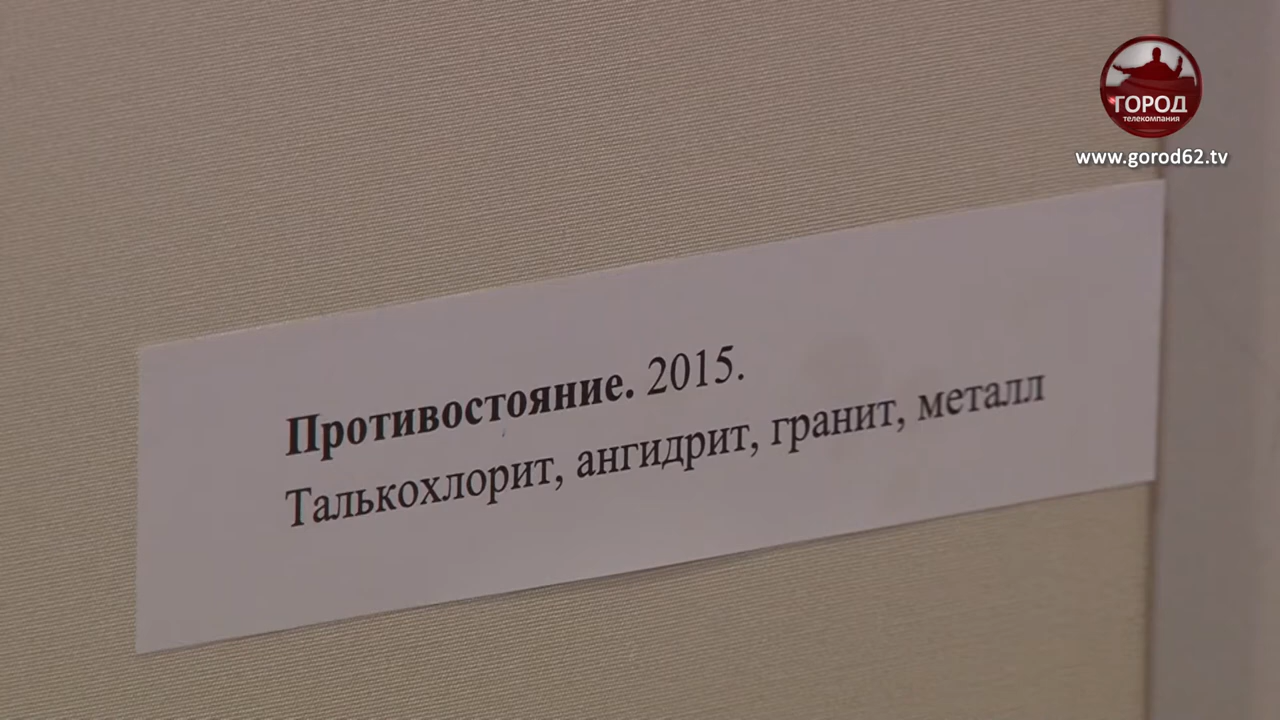 ГОРОД
телекомпания
www.gorod62.tv
Противостояние. 2015.
Талькохлорит, ангидрит, гранит, металл